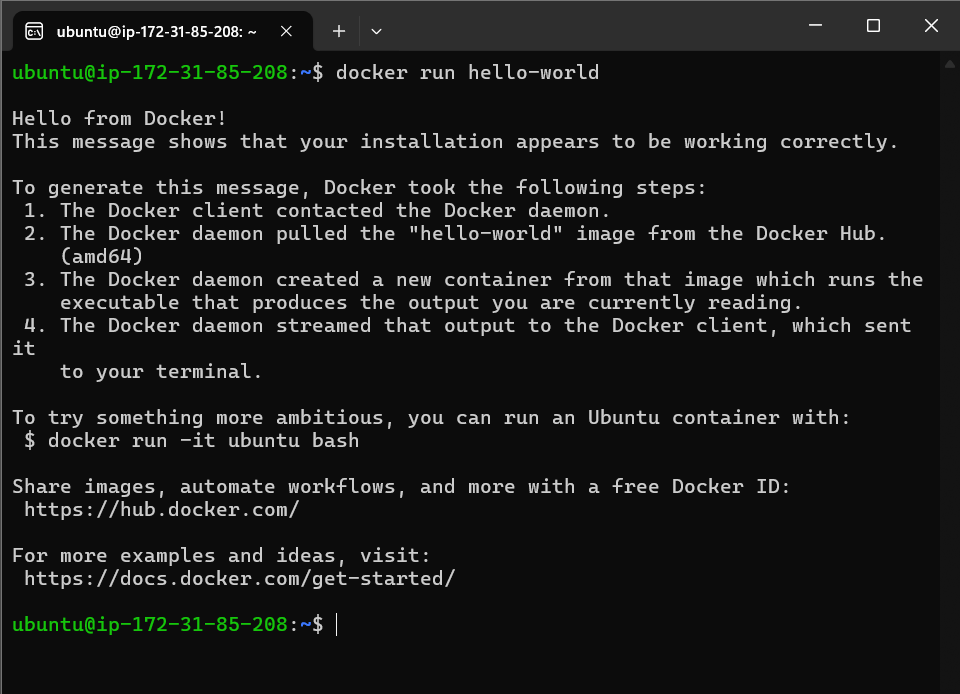 ubuntu@ip-172-31-85-208: ~
ubuntu@ip-172-31-85-208:~$ docker run hello-world
Hello from Docker!
This message shows that your installation appears to be working correctly.
To generate this message, Docker took the following steps:
 1. The Docker client contacted the Docker daemon.
 2. The Docker daemon pulled the "hello-world" image from the Docker Hub.
    (amd64)
 3. The Docker daemon created a new container from that image which runs the
    executable that produces the output you are currently reading.
 4. The Docker daemon streamed that output to the Docker client, which sent
it
    to your terminal.
To try something more ambitious, you can run an Ubuntu container with:
 $ docker run -it ubuntu bash
Share images, automate workflows, and more with a free Docker ID:
 https://hub.docker.com/
For more examples and ideas, visit:
 https://docs.docker.com/get-started/
ubuntu@ip-172-31-85-208:~$